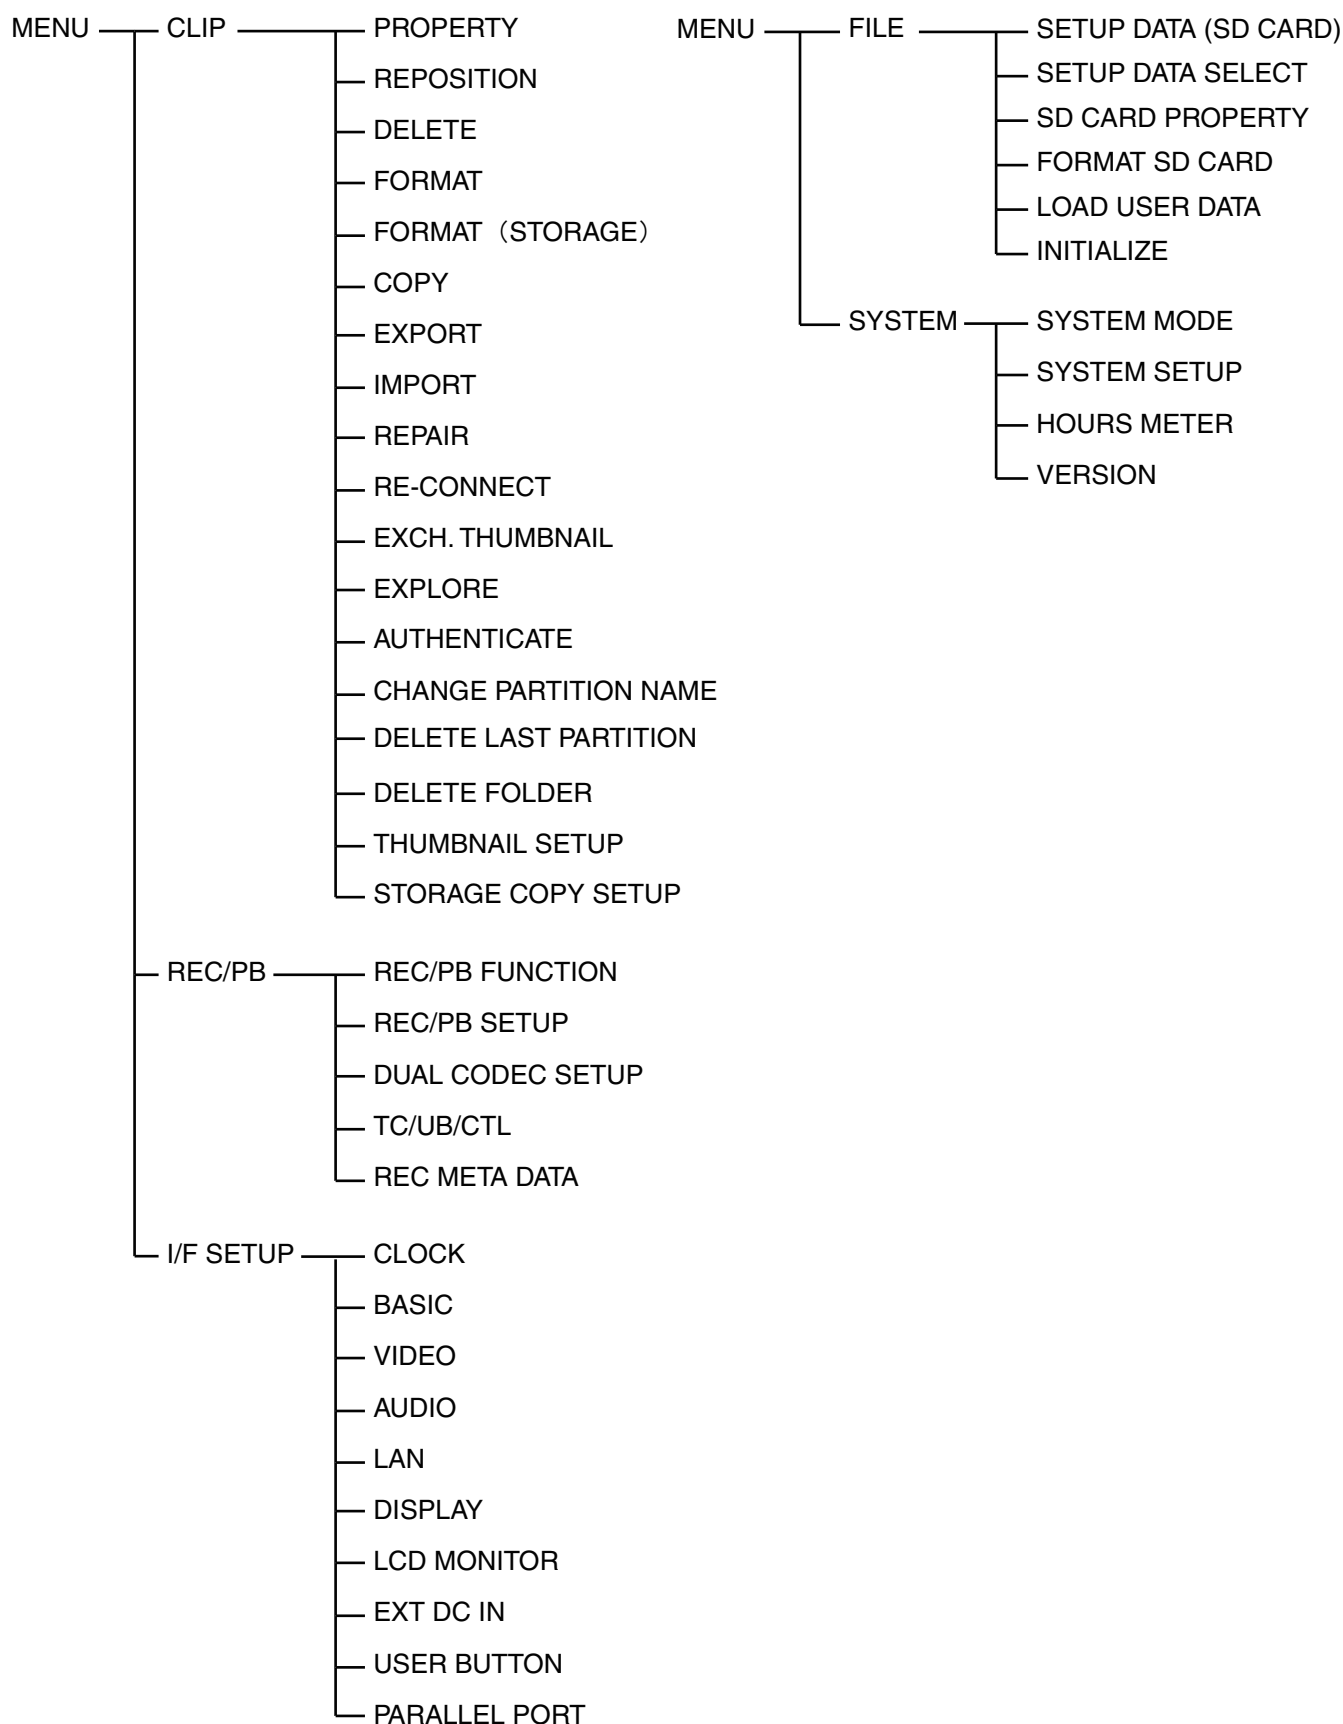 MENU CLIP PROPERTY
REPOSITION
DELETE
FORMAT
FORMAT（STORAGE）
COPY
EXPORT
IMPORT
REPAIR
RE-CONNECT
EXCH. THUMBNAIL
EXPLORE
AUTHENTICATE
CHANGE PARTITION NAME
DELETE LAST PARTITION
DELETE FOLDER
THUMBNAIL SETUP
STORAGE COPY SETUP
REC/PB REC/PB FUNCTION
REC/PB SETUP
DUAL CODEC SETUP
TC/UB/CTL
REC META DATA
I/F SETUP CLOCK
BASIC
VIDEO
AUDIO
LAN
DISPLAY
LCD MONITOR
EXT DC IN
USER BUTTON
PARALLEL PORT
MENU FILE SETUP DATA (SD CARD)
SETUP DATA SELECT
SD CARD PROPERTY
FORMAT SD CARD
LOAD USER DATA
INITIALIZE
SYSTEM SYSTEM MODE
SYSTEM SETUP
HOURS METER
VERSION